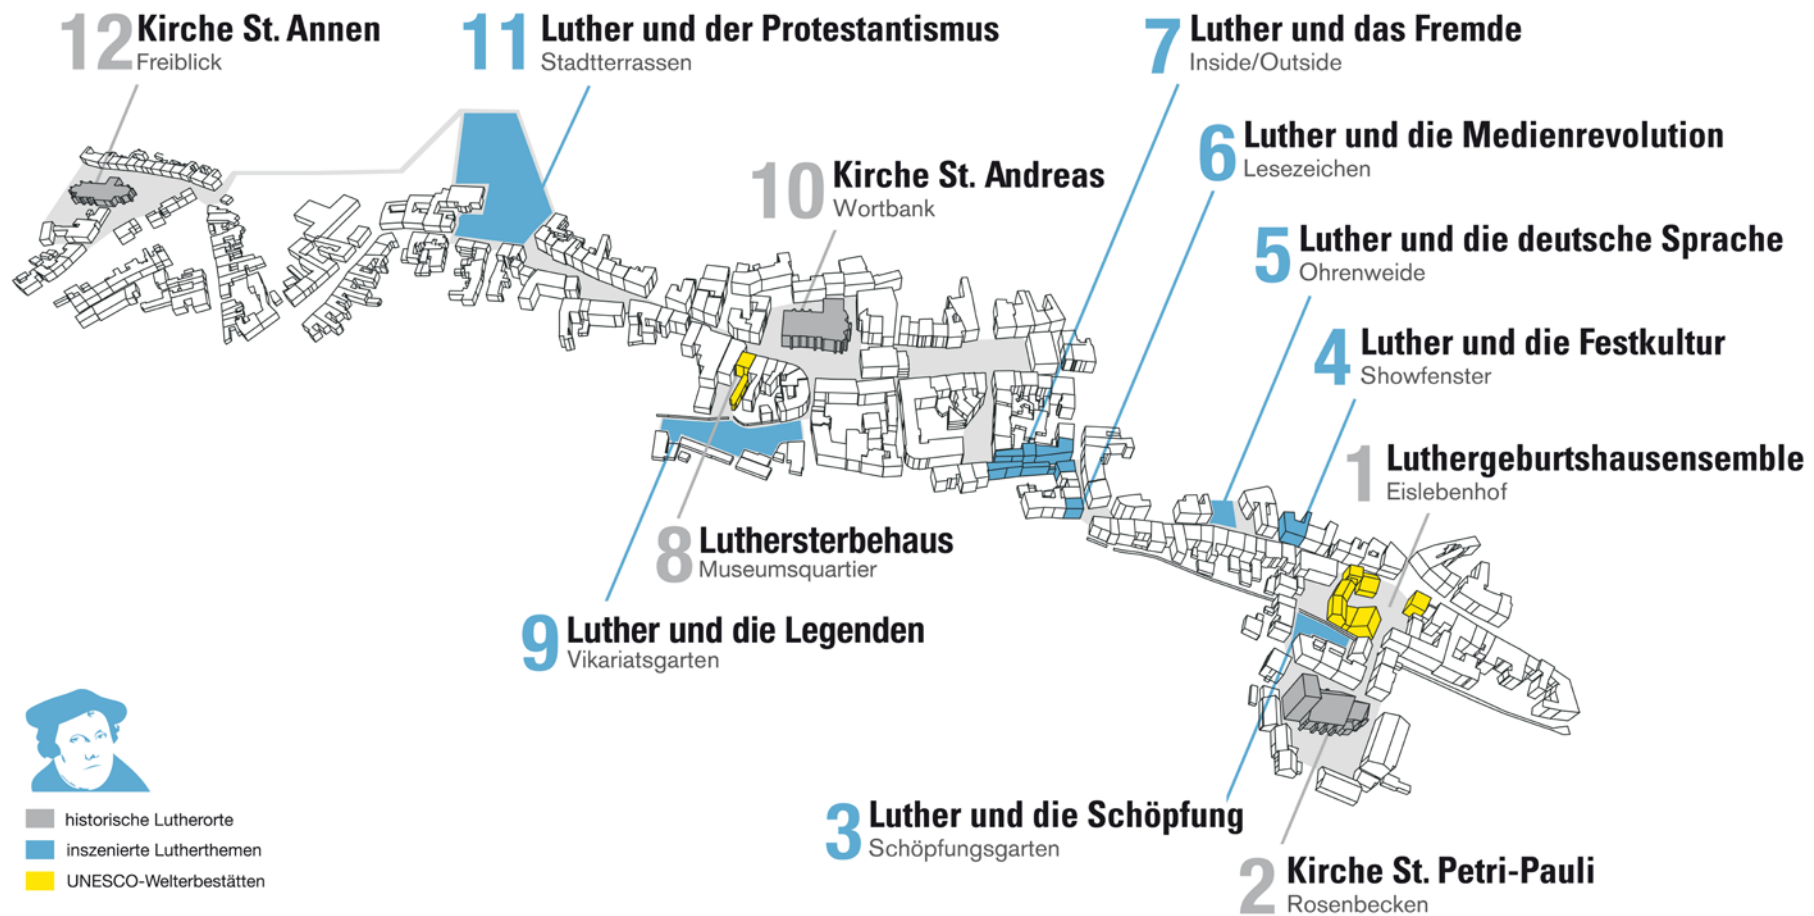 12 Kirche St. Annen
Freiblick
11 Luther und der Protestantismus
Stadtterrassen
7 Luther und das Fremde
Inside/Outside
6 Luther und die Medienrevolution
Lesezeichen
10 Kirche St. Andreas
Wortbank
5 Luther und die deutsche Sprache
Ohrenweide
4 Luther und die Festkultur
Showfenster
1 Luthergeburtshausensemble
Eislebenhof
8 Luthersterbehaus
Museumsquartier
9 Luther und die Legenden
Vikariatsgarten
3 Luther und die Schöpfung
Schöpfungsgarten
2 Kirche St. Petri-Pauli
Rosenbecken
historische Lutherorte
inszenierte Lutherthemen
UNESCO-Welterbestätten